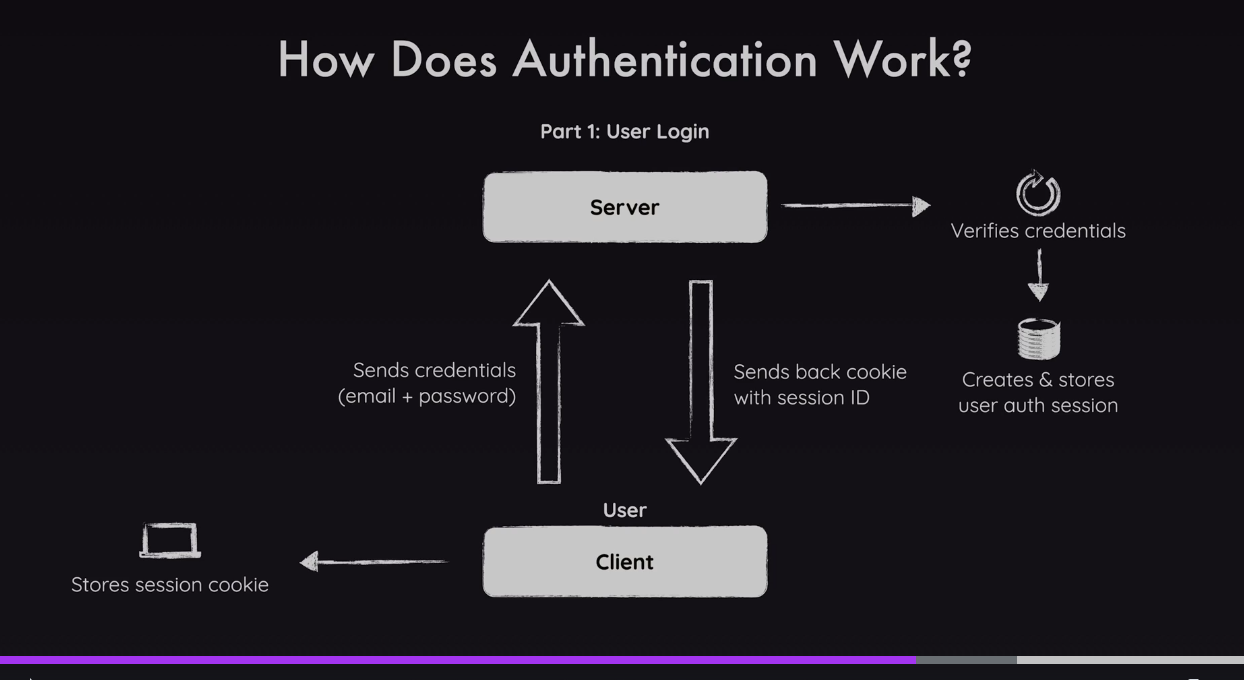 How Does Authentication Work?
Part 1: User Login
Server
Verifies credentials
Sends credentials
(email + password)
Sends back cookie
with session ID
Creates & stores
user auth session
User
Client
Stores session cookie